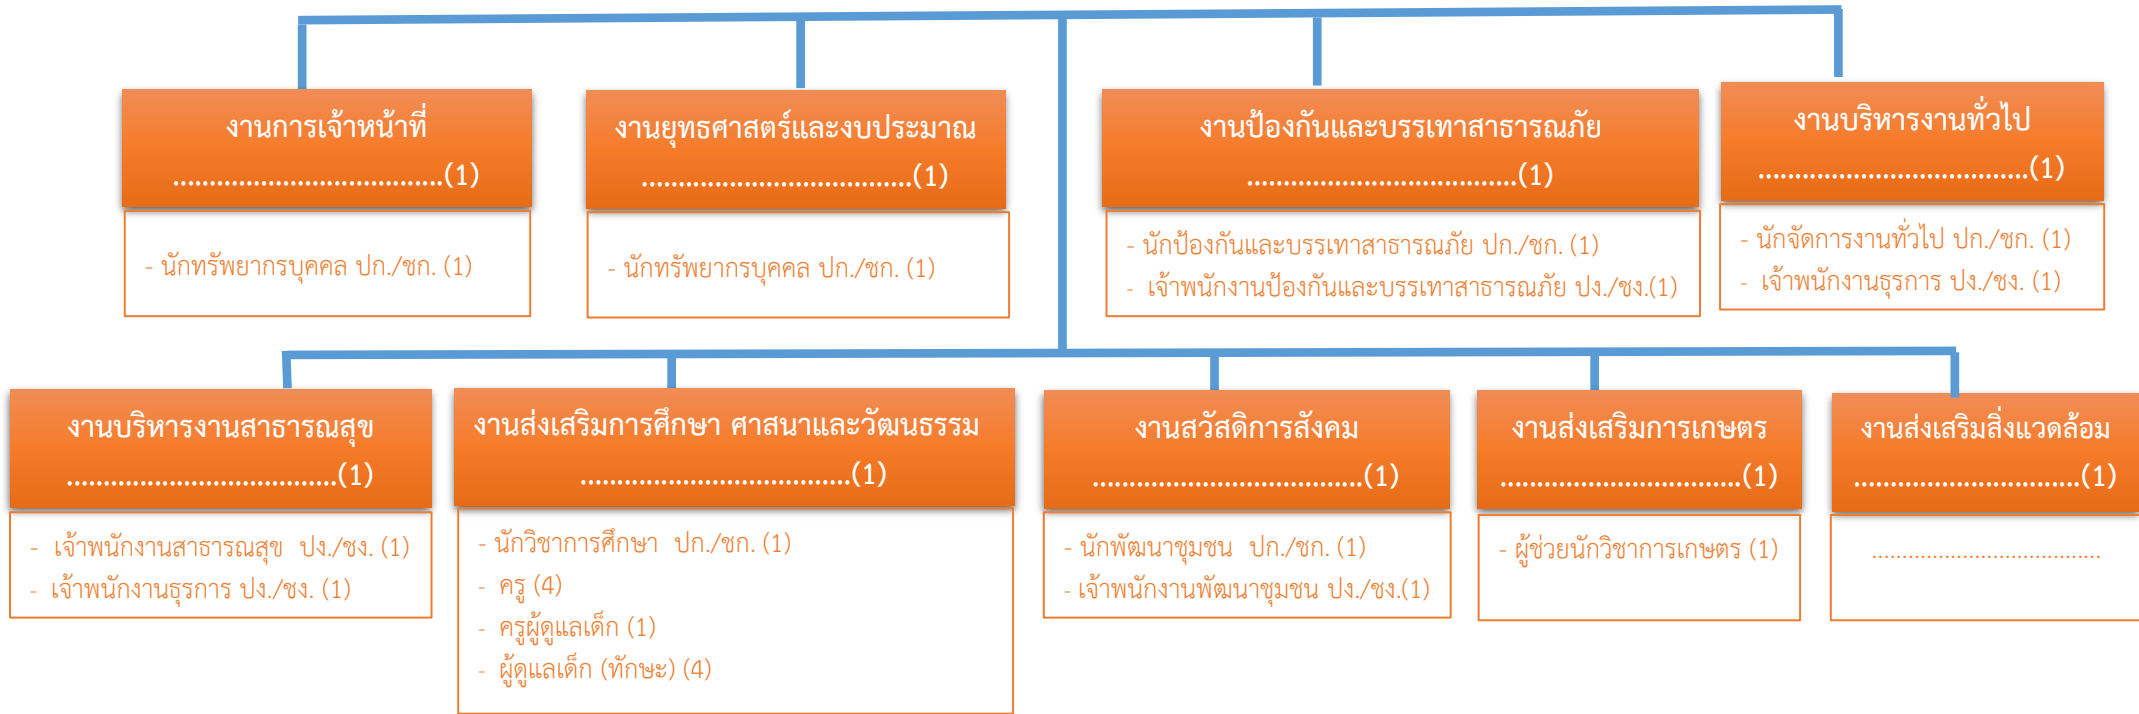 งานการเจ้าหน้าที่
.....................................(1)
- นักทรัพยากรบุคคล ปก./ชก. (1)
งานยุทธศาสตร์และงบประมาณ
.....................................(1)
- นักทรัพยากรบุคคล ปก./ชก. (1)
งานป้องกันและบรรเทาสาธารณภัย
.....................................(1)
- นักป้องกันและบรรเทาสาธารณภัย ปก./ชก. (1)
- เจ้าพนักงานป้องกันและบรรเทาสาธารณภัย ปง./ชง.(1)
งานบริหารงานทั่วไป
.....................................(1)
- นักจัดการงานทั่วไป ปก./ชก. (1)
- เจ้าพนักงานธุรการ ปง./ชง. (1)
งานบริหารงานสาธารณสุข
.....................................(1)
- เจ้าพนักงานสาธารณสุข ปง./ชง. (1)
- เจ้าพนักงานธุรการ ปง./ชง. (1)
งานส่งเสริมการศึกษา ศาสนาและวัฒนธรรม
.....................................(1)
- นักวิชาการศึกษา ปก./ชก. (1)
- ครู (4)
- ครูผู้ดูแลเด็ก (1)
- ผู้ดูแลเด็ก (ทักษะ) (4)
งานสวัสดิการสังคม
.....................................(1)
- นักพัฒนาชุมชน ปก./ชก. (1)
- เจ้าพนักงานพัฒนาชุมชน ปง./ชง.(1)
งานส่งเสริมการเกษตร
.................................(1)
- ผู้ช่วยนักวิชาการเกษตร (1)
งานส่งเสริมสิ่งแวดล้อม
...............................(1)
.....................................